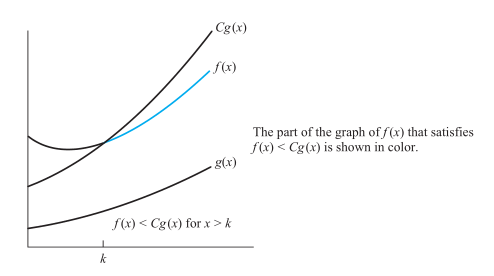 Cg(x)
f(x)
The part of the graph of f(x) that satisfies
f(x) < Cg(x) is shown in color.
g(x)
f(x) < Cg(x) for x > k
k